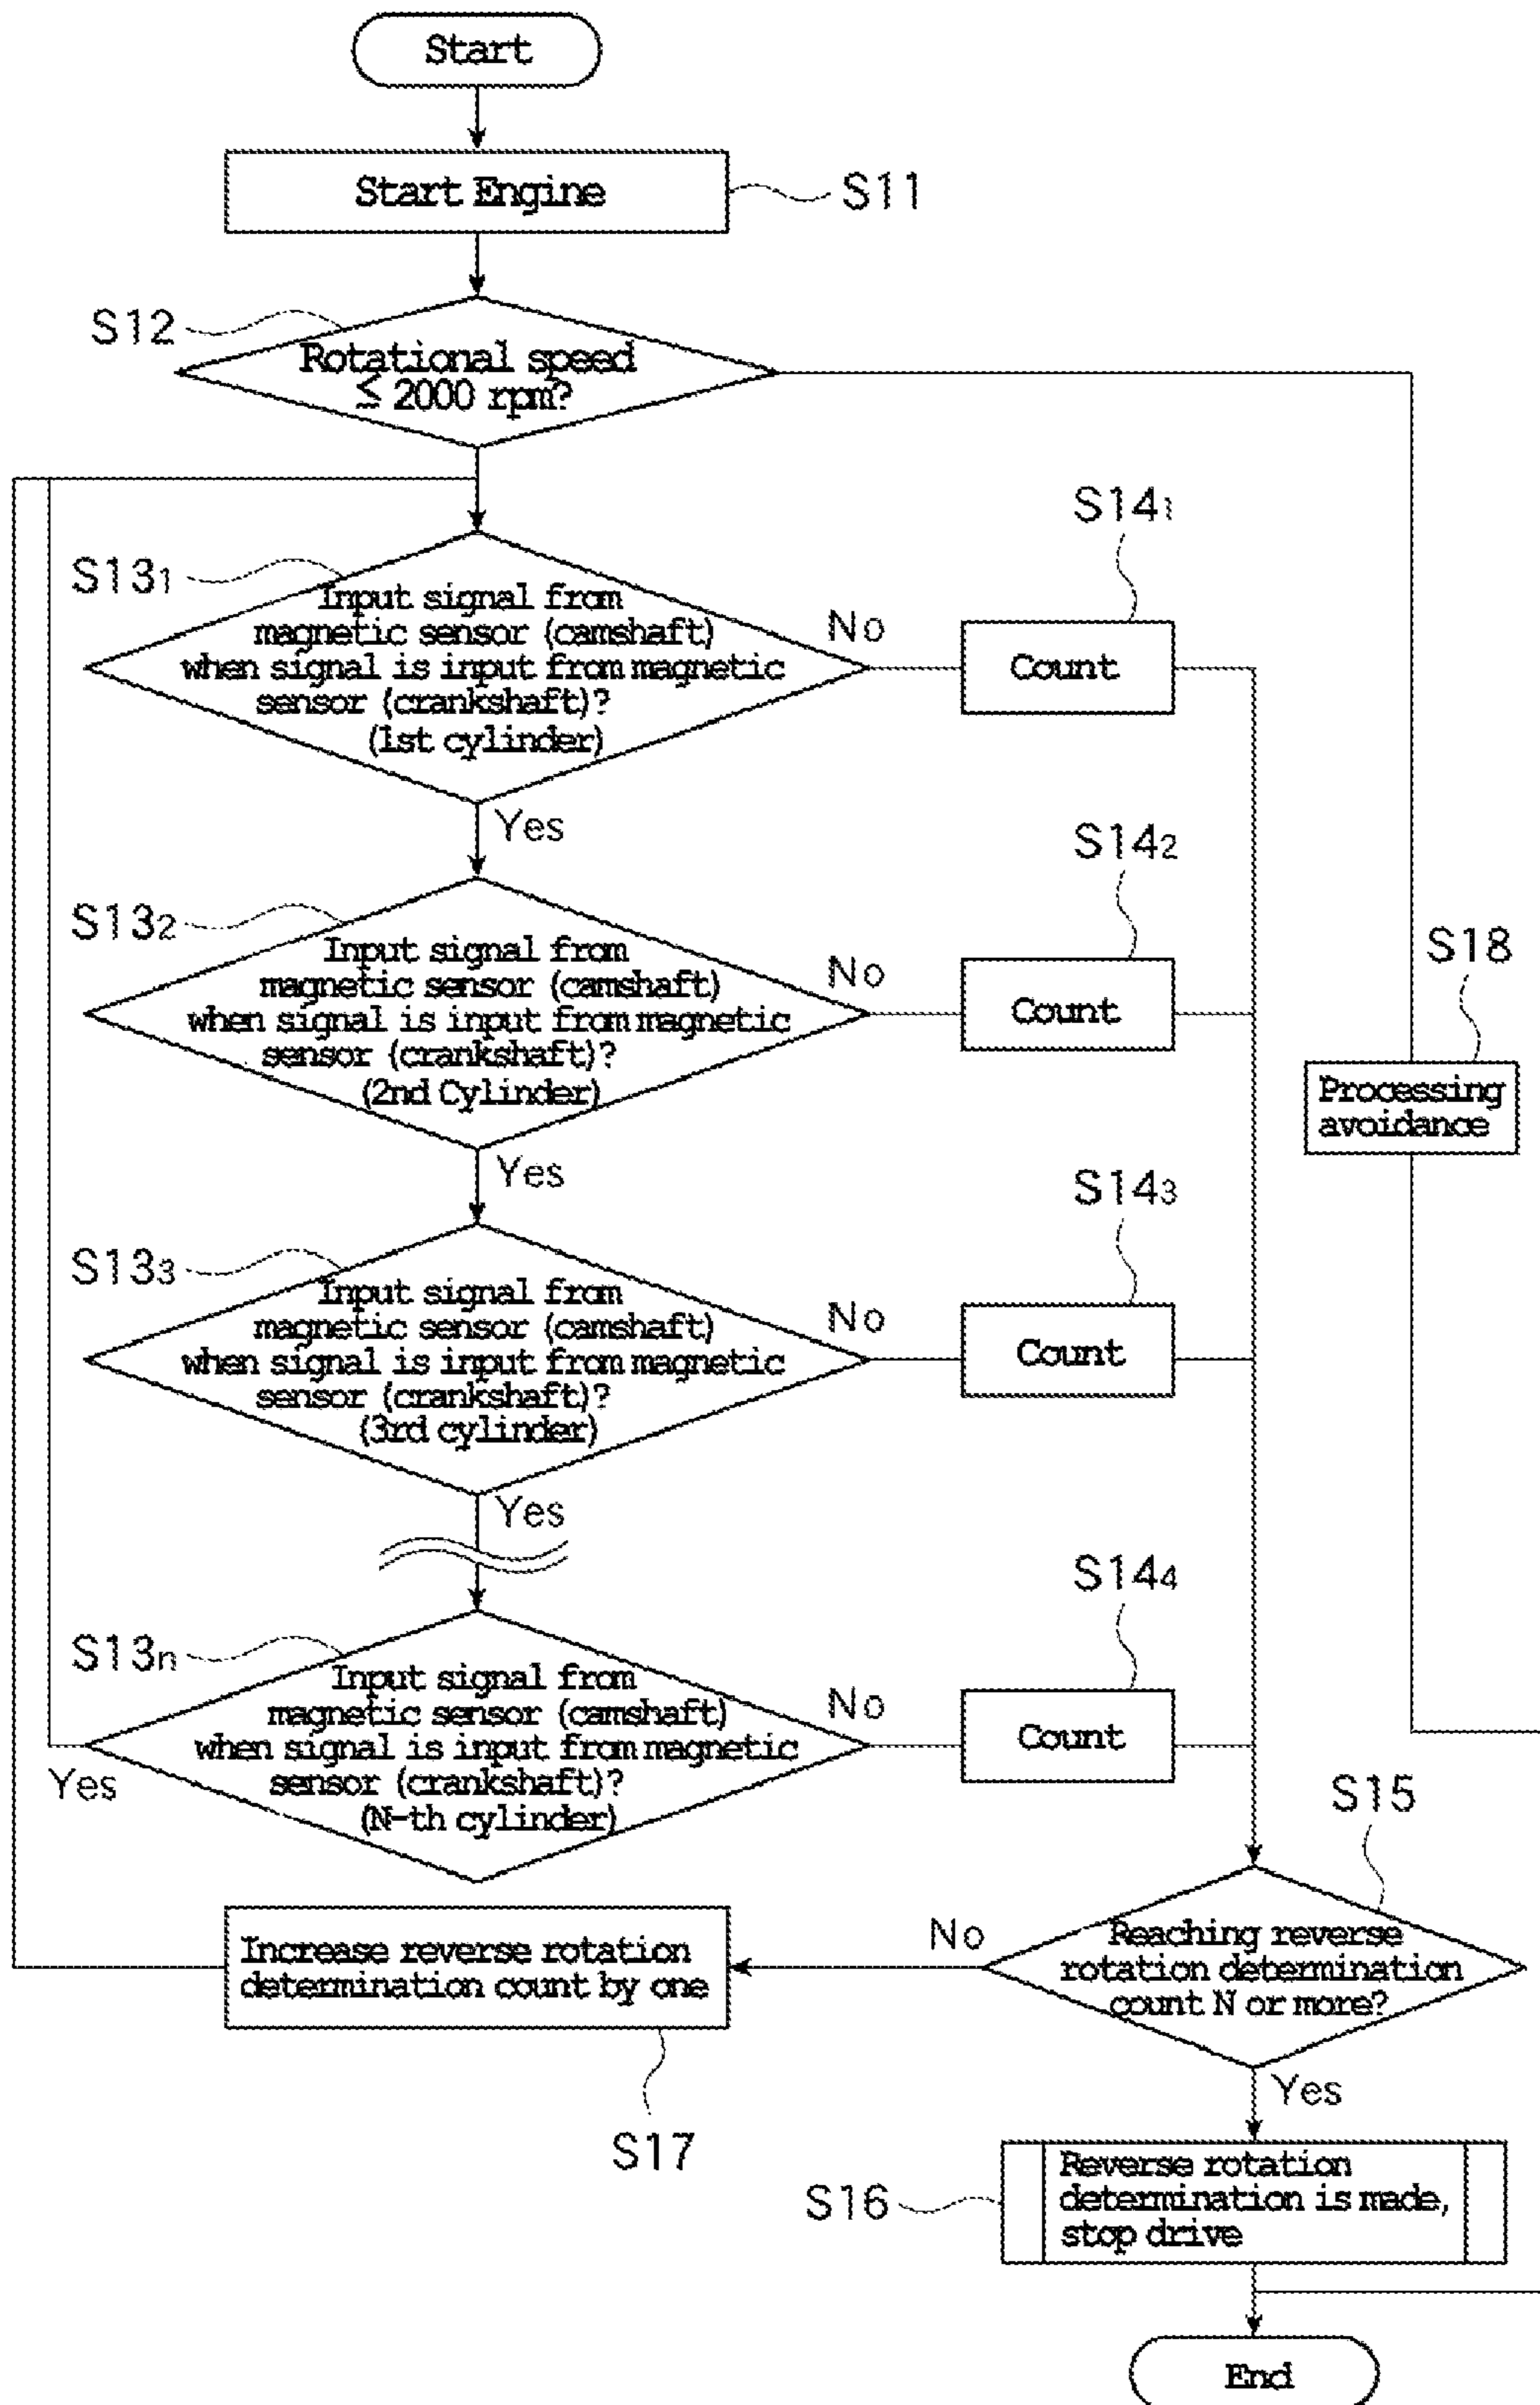 Start
Start Engine
S11
S12
Rotational speed
≤ 2000 rpm?
S13₁
Input signal from
magnetic sensor (camshaft)
when signal is input from magnetic
sensor (crankshaft)?
(1st cylinder)
No
S14₁
Count
Yes
S13₂
Input signal from
magnetic sensor (camshaft)
when signal is input from magnetic
sensor (crankshaft)?
(2nd Cylinder)
No
S14₂
Count
S18
Processing
avoidance
Yes
S13₃
Input signal from
magnetic sensor (camshaft)
when signal is input from magnetic
sensor (crankshaft)?
(3rd cylinder)
No
S14₃
Count
Yes
S13n
Input signal from
magnetic sensor (camshaft)
when signal is input from magnetic
sensor (crankshaft)?
(N-th cylinder)
No
S14₄
Count
Yes
S15
Reaching reverse
rotation determination
count N or more?
No
Increase reverse rotation
determination count by one
S17
Yes
S16
Reverse rotation
determination is made,
stop drive
End